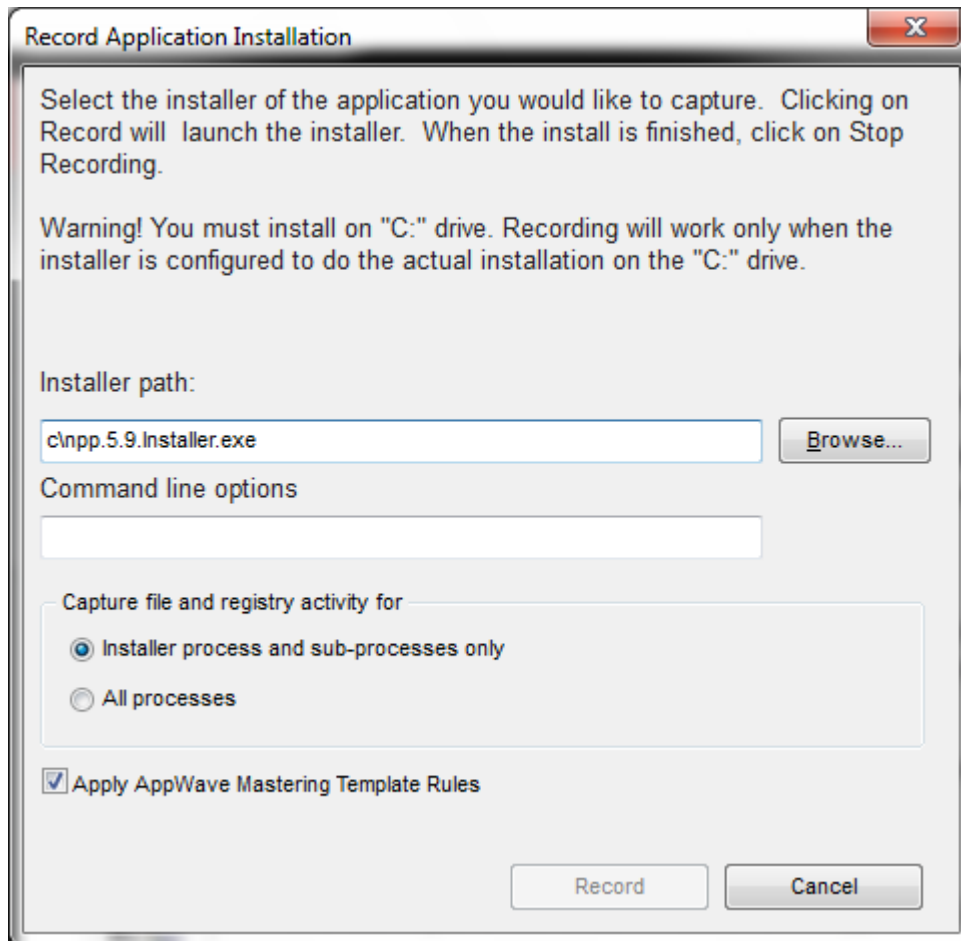 Record Application Installation
Select the installer of the application you would like to capture.  Clicking on
Record will  launch the installer.  When the install is finished, click on Stop
Recording.
Warning! You must install on "C:" drive. Recording will work only when the
installer is configured to do the actual installation on the "C:" drive.
Installer path:
c\npp.5.9.Installer.exe
Browse...
Command line options
Capture file and registry activity for
Installer process and sub-processes only
All processes
Apply AppWave Mastering Template Rules
Record
Cancel